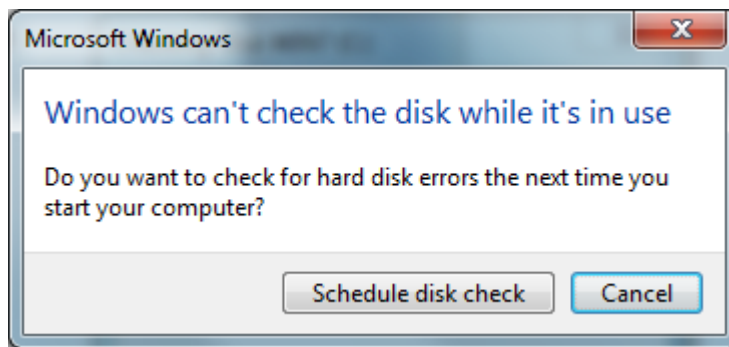 Microsoft Windows
Windows can't check the disk while it's in use
Do you want to check for hard disk errors the next time you
start your computer?
Schedule disk check
Cancel